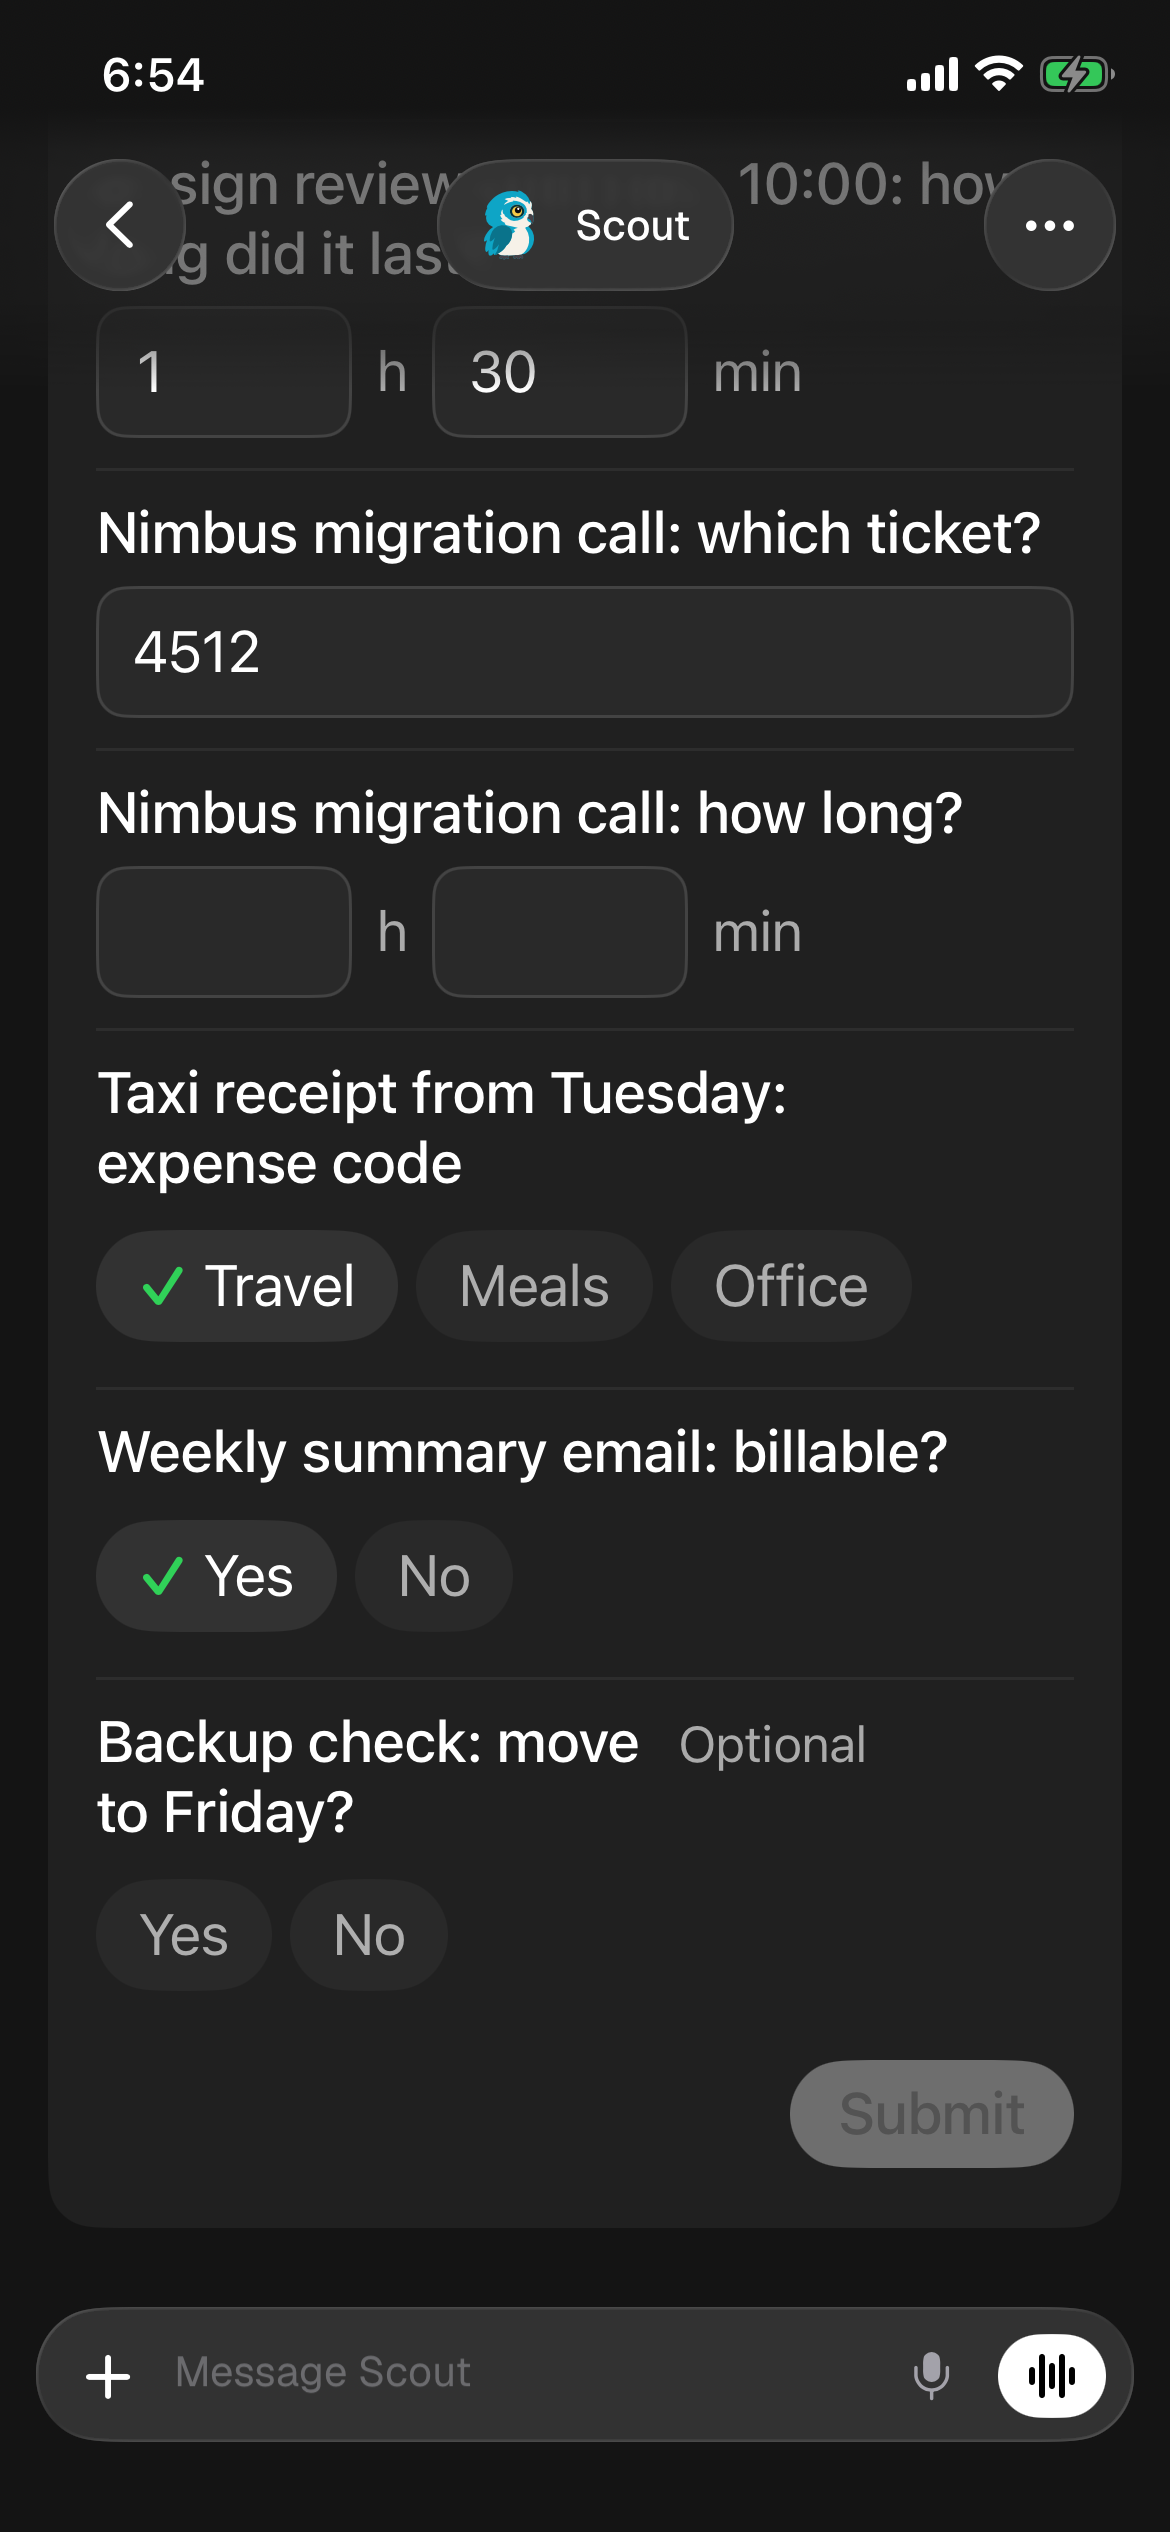 6:54
sign review 10:00: how
did it last
Scout
1 h 30 min
Nimbus migration call: which ticket?
4512
Nimbus migration call: how long?
h min
Taxi receipt from Tuesday:
expense code
Travel Meals Office
Weekly summary email: billable?
Yes No
Backup check: move Optional
to Friday?
Yes No
Submit
Message Scout